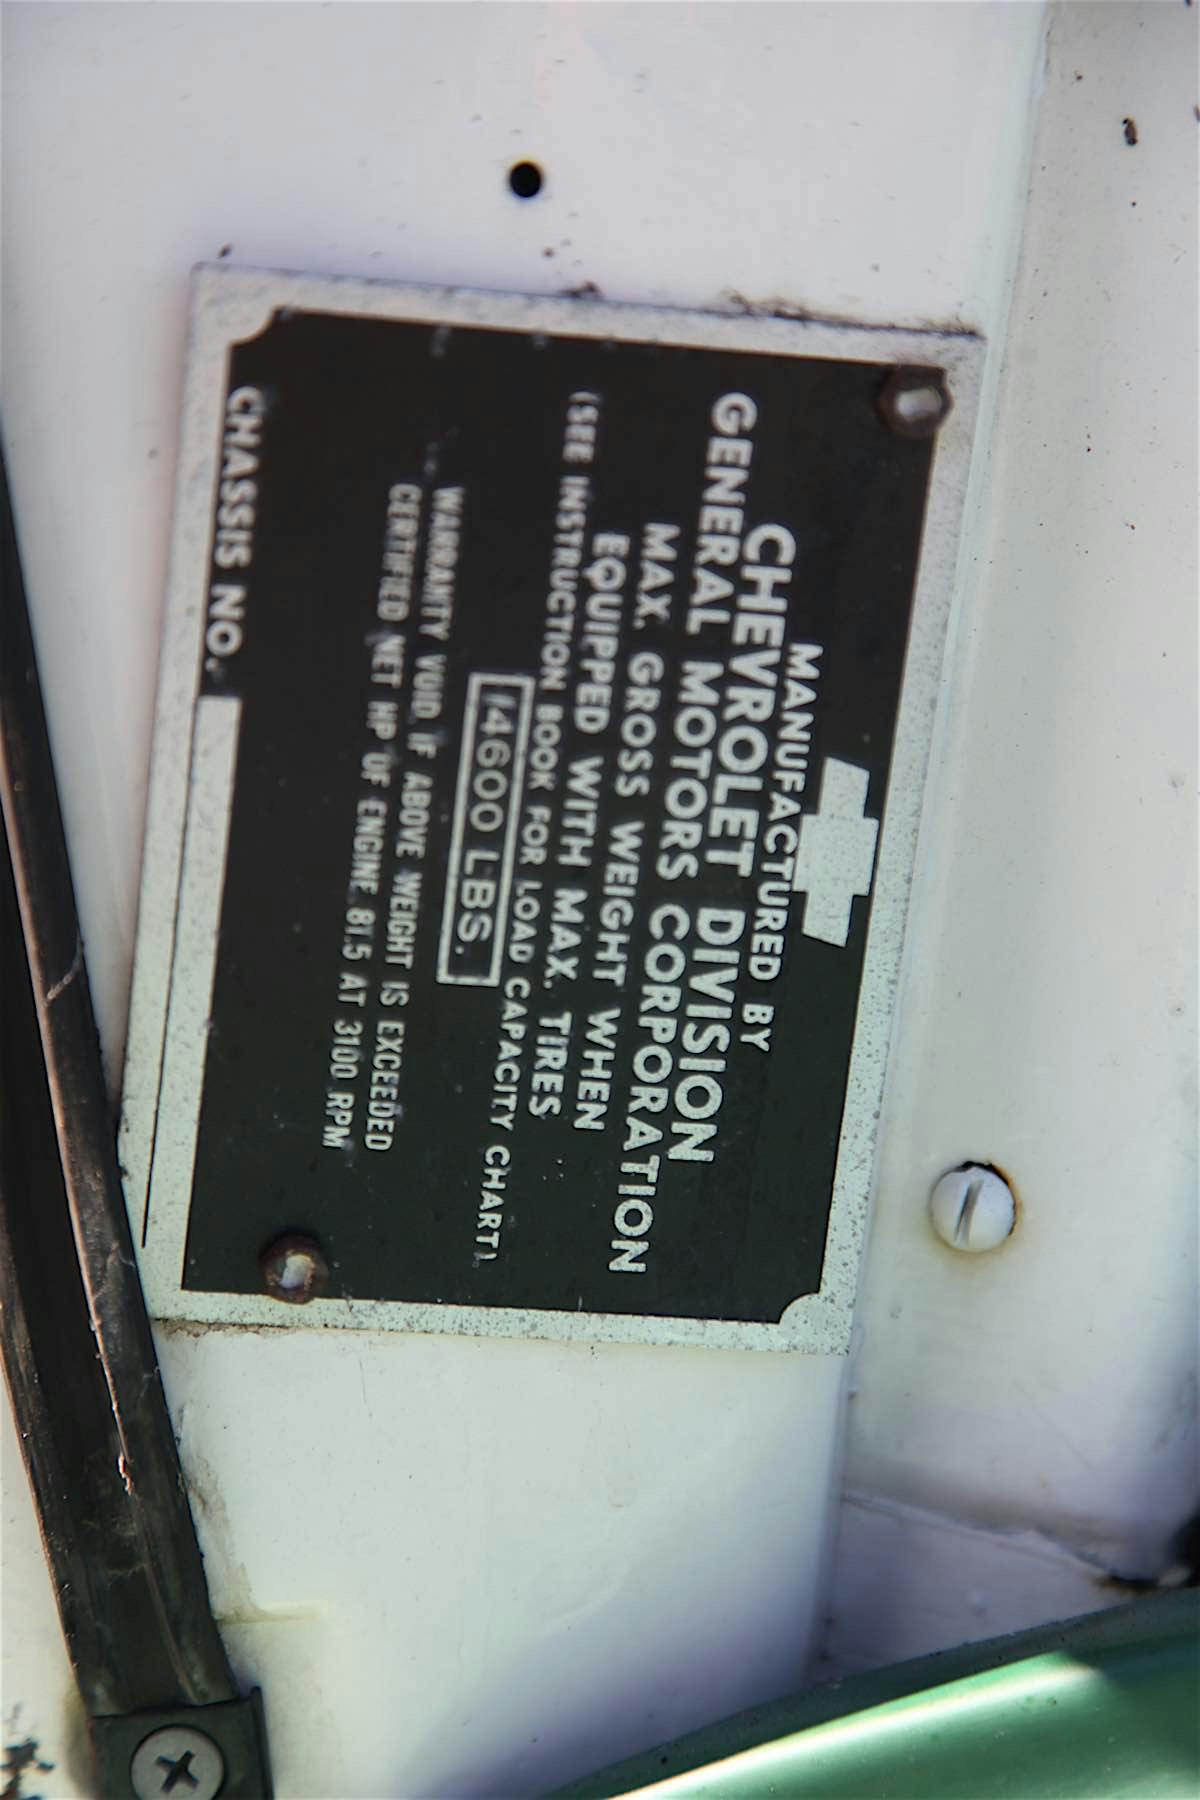 MANUFACTURED BY
CHEVROLET DIVISION
GENERAL MOTORS CORPORATION
MAX. GROSS WEIGHT WHEN
EQUIPPED WITH MAX. TIRES
(SEE INSTRUCTION BOOK FOR LOAD CAPACITY CHART).
14600 LBS.
WARRANTY VOID IF ABOVE WEIGHT IS EXCEEDED
CERTIFIED NET HP OF ENGINE 81.5 AT 3100 RPM
CHASSIS NO.